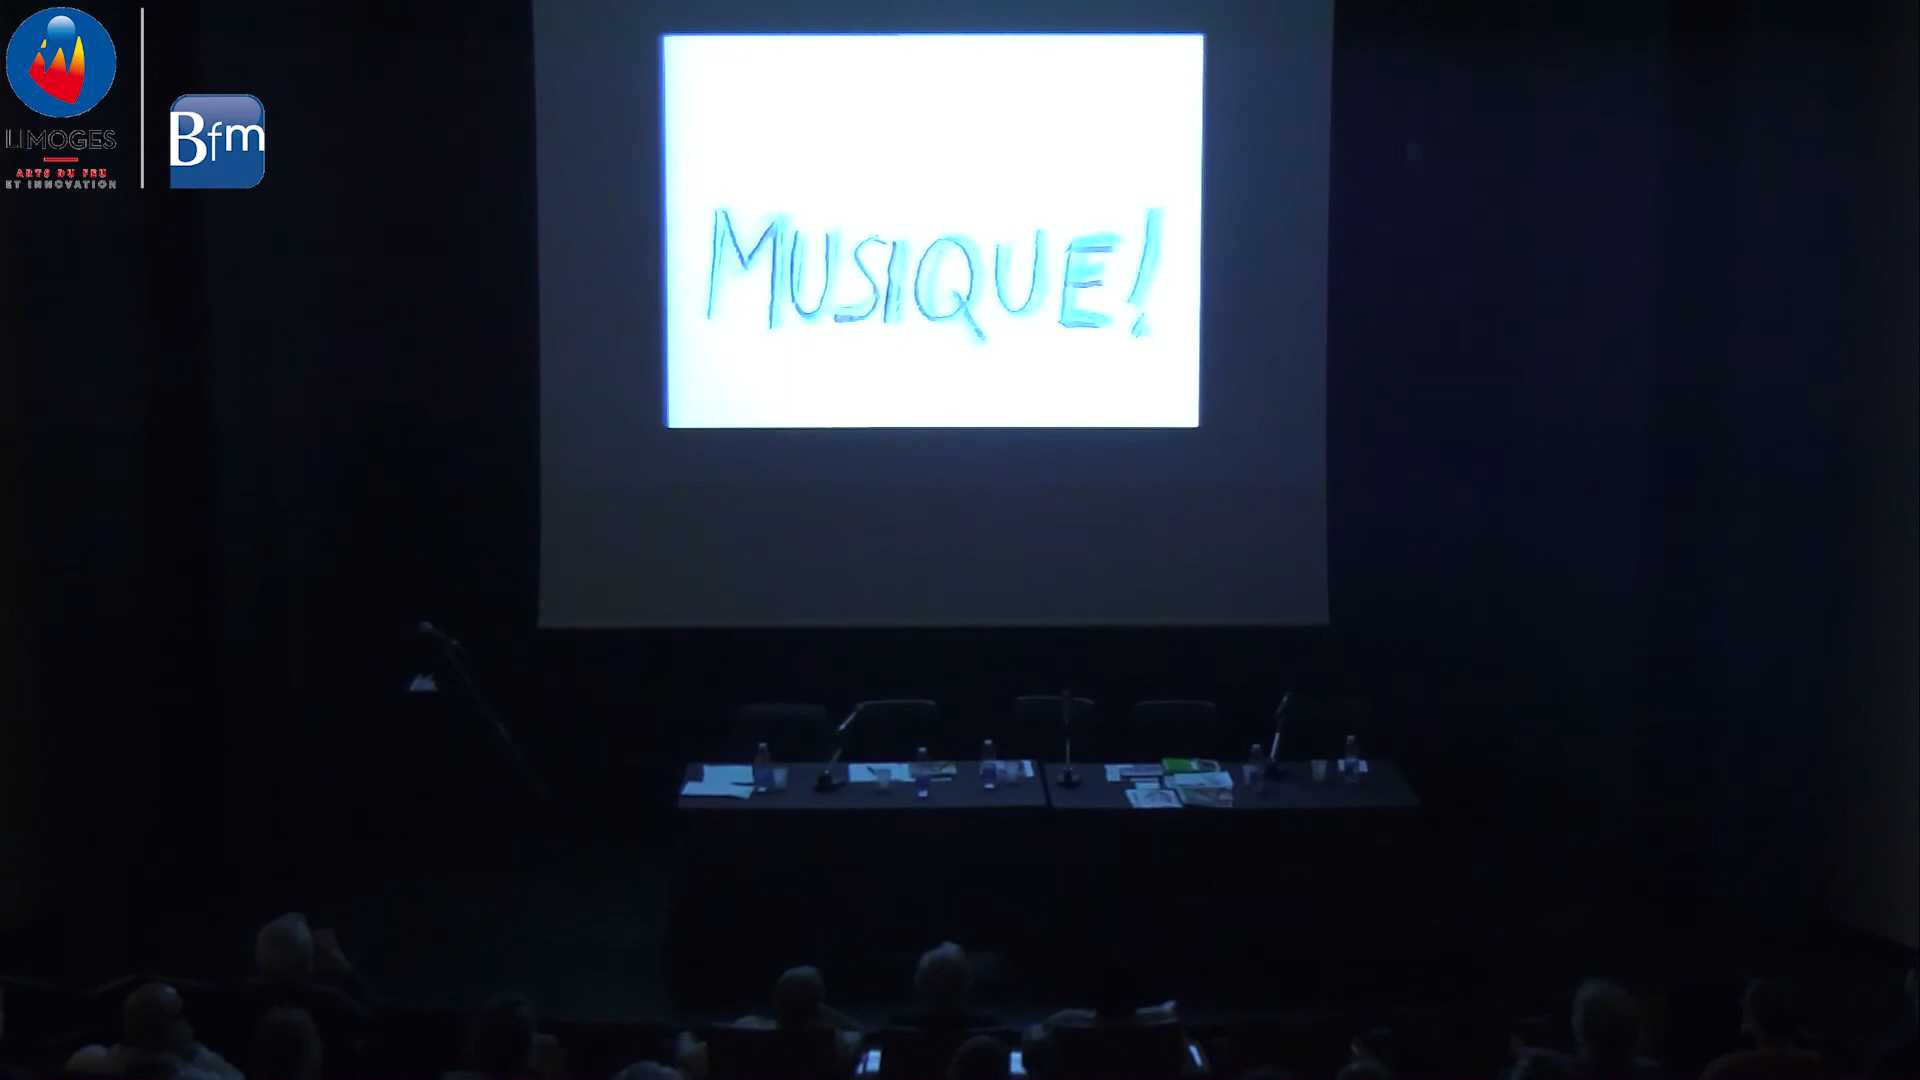 LIMOGES
ARTS DU FEU
ET INNOVATION
Bfm
MUSIQUE!